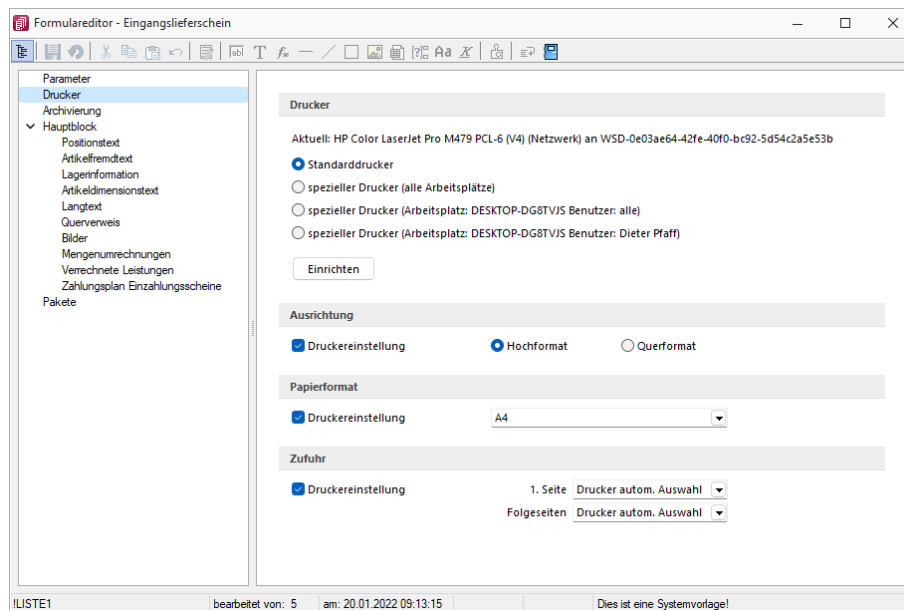 Formulareditor - Eingangslieferschein
Parameter
Drucker
Archivierung
Hauptblock
Positionstext
Artikelfremdtext
Lagerinformation
Artikeldimensionstext
Langtext
Querverweis
Bilder
Mengenumrechnungen
Verrechnete Leistungen
Zahlungsplan Einzahlungsscheine
Pakete
Drucker
Aktuell: HP Color LaserJet Pro M479 PCL-6 (V4) (Netzwerk) an WSD-0e03ae64-42fe-40f0-bc92-5d54c2a5e53b
Standarddrucker
spezieller Drucker (alle Arbeitsplätze)
spezieller Drucker (Arbeitsplatz: DESKTOP-DG8TVJS Benutzer: alle)
spezieller Drucker (Arbeitsplatz: DESKTOP-DG8TVJS Benutzer: Dieter Pfaff)
Einrichten
Ausrichtung
Druckereinstellung Hochformat Querformat
Papierformat
Druckereinstellung A4
Zufuhr
Druckereinstellung 1. Seite Drucker autom. Auswahl
Folgeseiten Drucker autom. Auswahl
!LISTE1 bearbeitet von: 5 am: 20.01.2022 09:13:15 Dies ist eine Systemvorlage!